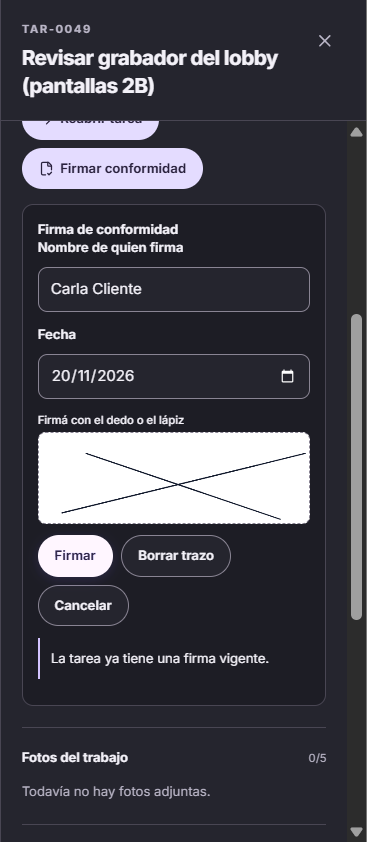 TAR-0049
Revisar grabador del lobby
(pantallas 2B)
Firmar conformidad
Firma de conformidad
Nombre de quien firma
Carla Cliente
Fecha
20/11/2026
Firmá con el dedo o el lápiz
Firmar
Borrar trazo
Cancelar
La tarea ya tiene una firma vigente.
Fotos del trabajo
0/5
Todavía no hay fotos adjuntas.